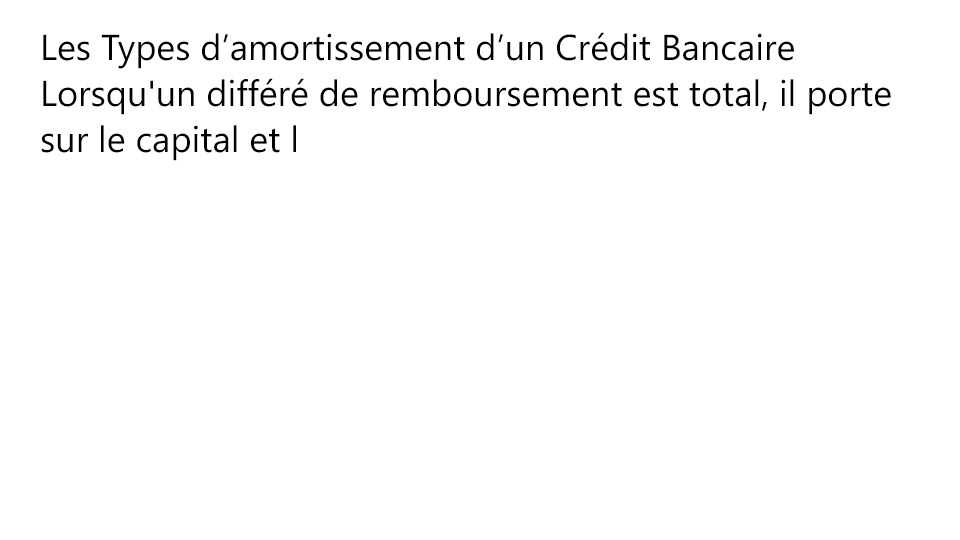 Les Types d’amortissement d’un Crédit Bancaire
Lorsqu'un différé de remboursement est total, il porte
sur le capital et l